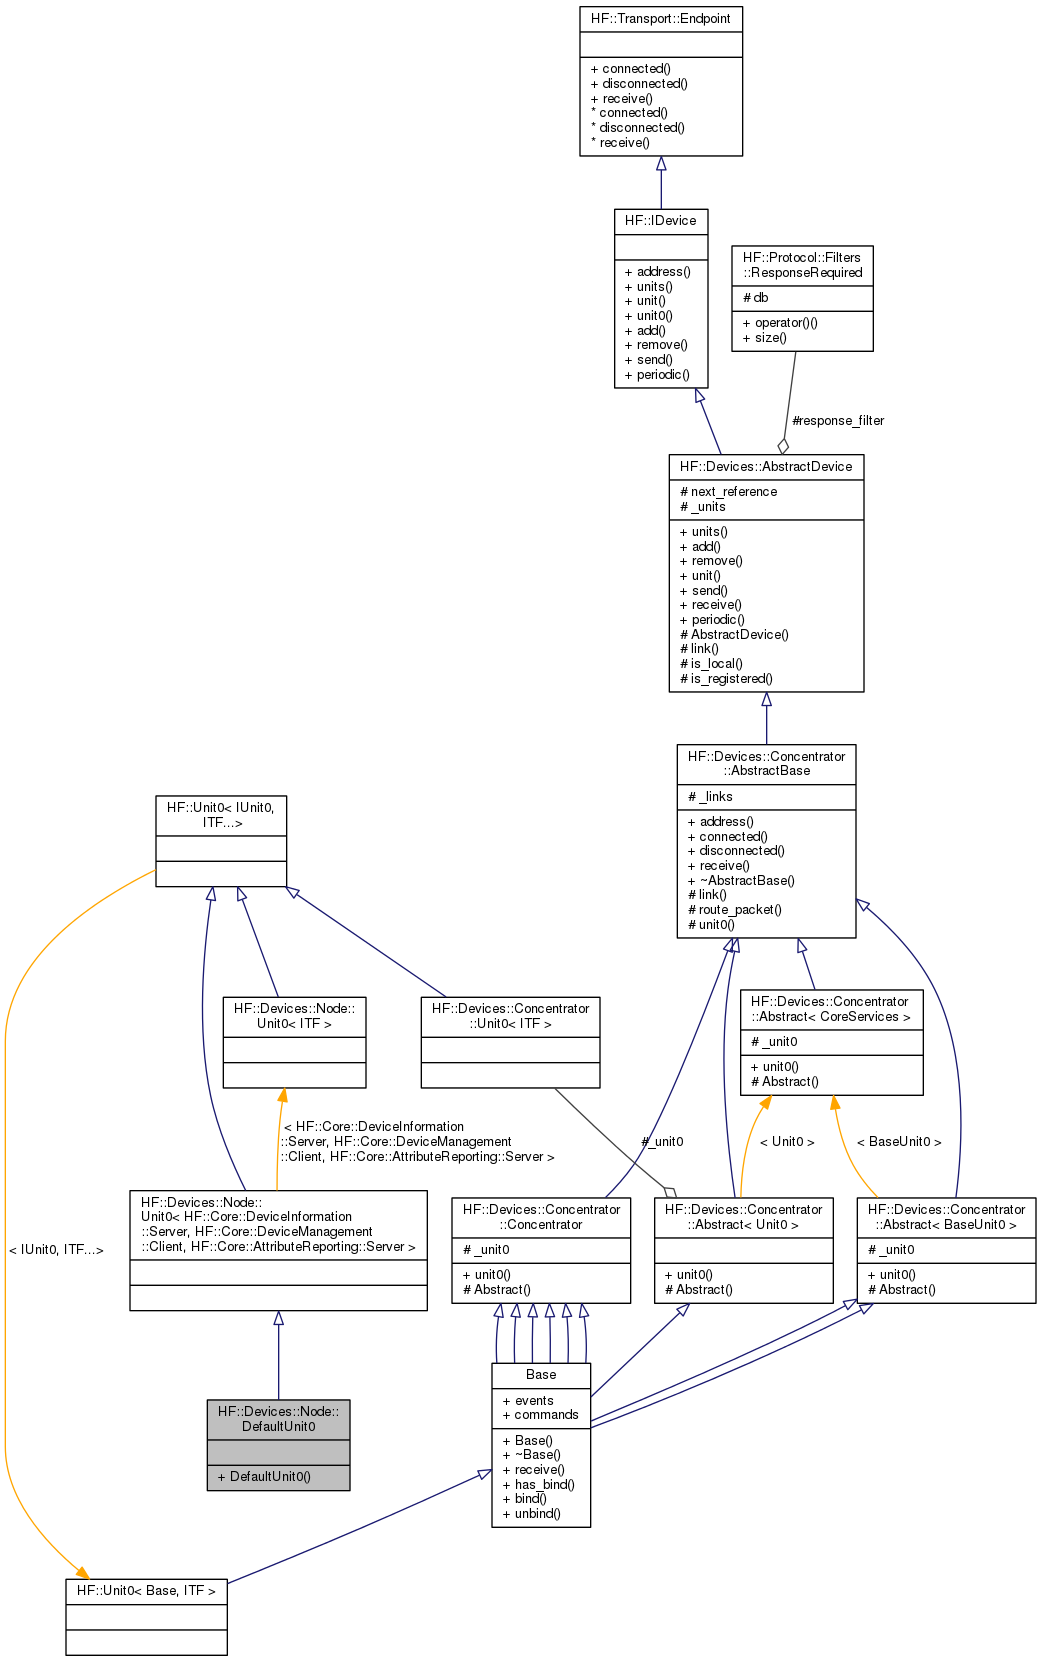 HF::Transport::Endpoint
+ connected()
+ disconnected()
+ receive()
* connected()
* disconnected()
* receive()
HF::IDevice
+ address()
+ units()
+ unit()
+ unit0()
+ add()
+ remove()
+ send()
+ periodic()
HF::Protocol::Filters
::ResponseRequired
# db
+ operator()()
+ size()
#response_filter
HF::Devices::AbstractDevice
# next_reference
# _units
+ units()
+ add()
+ remove()
+ unit()
+ send()
+ receive()
+ periodic()
# AbstractDevice()
# link()
# is_local()
# is_registered()
HF::Devices::Concentrator
::AbstractBase
# _links
+ address()
+ connected()
+ disconnected()
+ receive()
+ ~AbstractBase()
# link()
# route_packet()
# unit0()
HF::Unit0< IUnit0,
ITF...>
HF::Devices::Node::
Unit0< ITF >
HF::Devices::Concentrator
::Unit0< ITF >
HF::Devices::Concentrator
::Abstract< CoreServices >
# _unit0
+ unit0()
# Abstract()
< HF::Core::DeviceInformation
::Server, HF::Core::DeviceManagement
::Client, HF::Core::AttributeReporting::Server >
#_unit0
< Unit0 >
< BaseUnit0 >
HF::Devices::Node::
Unit0< HF::Core::DeviceInformation
::Server, HF::Core::DeviceManagement
::Client, HF::Core::AttributeReporting::Server >
< IUnit0, ITF...>
HF::Devices::Concentrator
::Concentrator
# _unit0
+ unit0()
# Abstract()
HF::Devices::Concentrator
::Abstract< Unit0 >
+ unit0()
# Abstract()
HF::Devices::Concentrator
::Abstract< BaseUnit0 >
# _unit0
+ unit0()
# Abstract()
HF::Devices::Node::
DefaultUnit0
+ DefaultUnit0()
Base
+ events
+ commands
+ Base()
+ ~Base()
+ receive()
+ has_bind()
+ bind()
+ unbind()
HF::Unit0< Base, ITF >